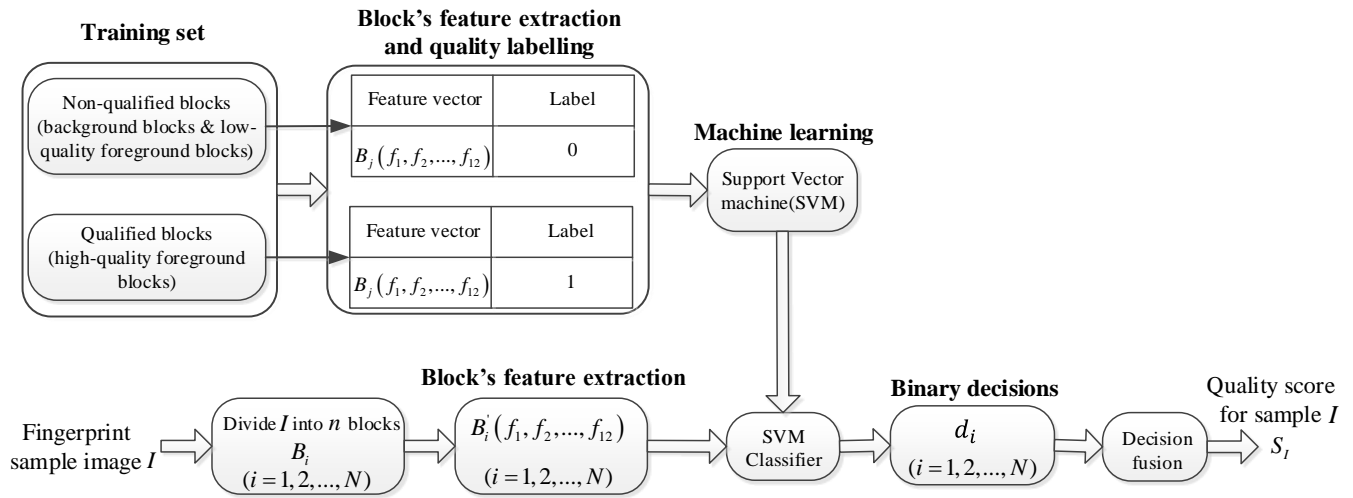 Training set
Non-qualified blocks
(background blocks & low-
quality foreground blocks)
Qualified blocks
(high-quality foreground
blocks)
Block's feature extraction
and quality labelling
Feature vector Label
B_j(f_1, f_2, ..., f_12) 0
Feature vector Label
B_j(f_1, f_2, ..., f_12) 1
Machine learning
Support Vector
machine(SVM)
Fingerprint
sample image I
Divide I into n blocks
B_i
(i = 1, 2, ..., N)
Block's feature extraction
B_i'(f_1, f_2, ..., f_12)
(i = 1, 2, ..., N)
SVM
Classifier
Binary decisions
d_i
(i = 1, 2, ..., N)
Decision
fusion
Quality score
for sample I
S_I